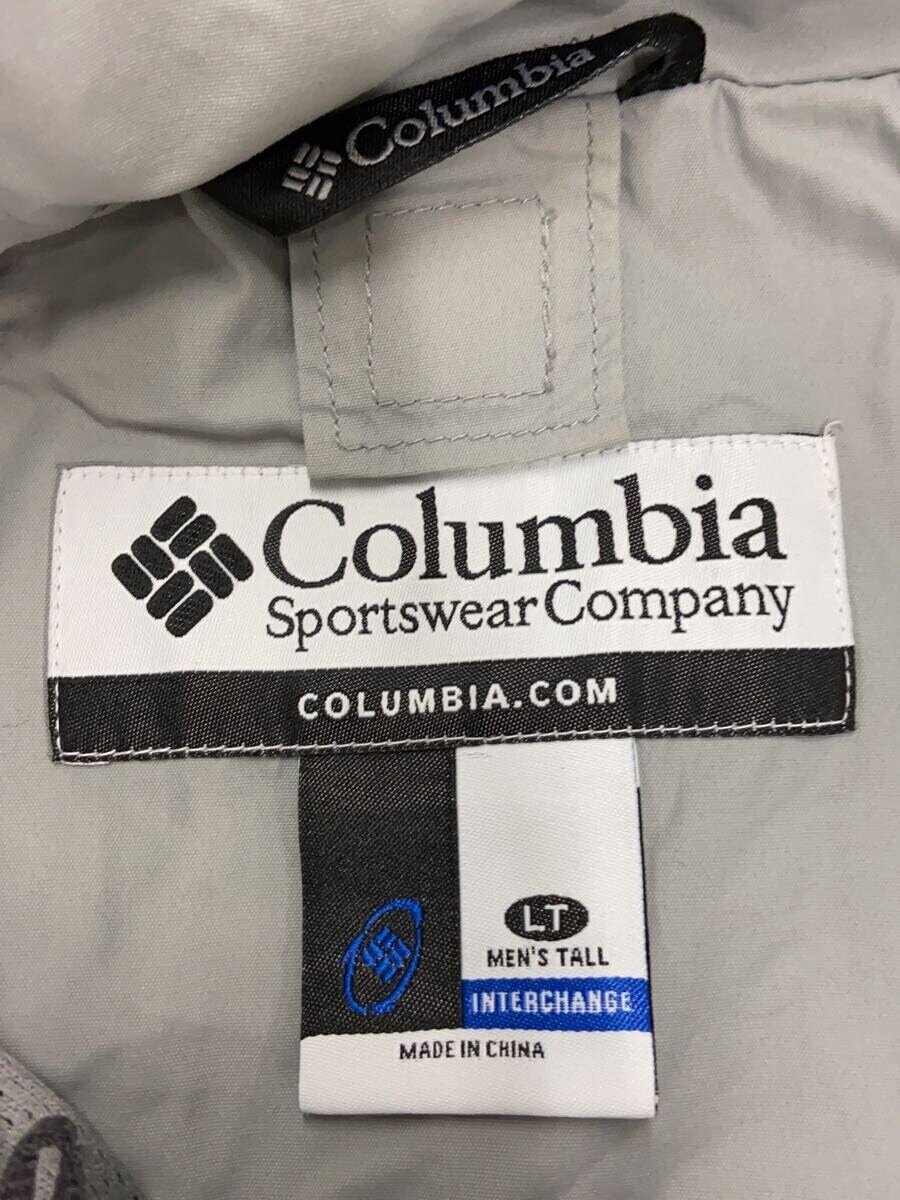 Columbia
Columbia
Sportswear Company
COLUMBIA.COM
LT
MEN'S TALL
INTERCHANGE
MADE IN CHINA